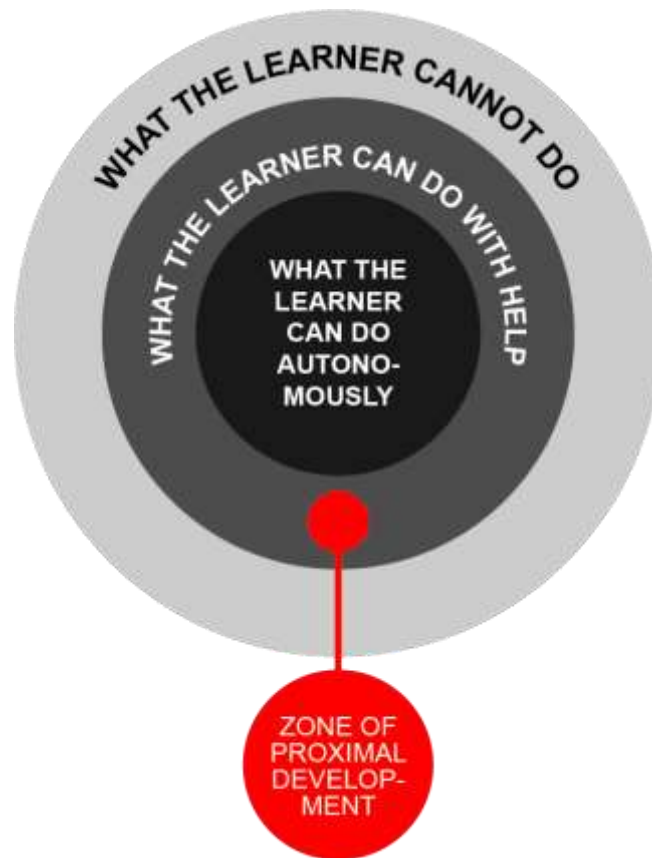 WHAT THE LEARNER CANNOT DO
WHAT THE LEARNER CAN DO WITH HELP
WHAT THE
LEARNER
CAN DO
AUTONO-
MOUSLY
ZONE OF
PROXIMAL
DEVELOP-
MENT